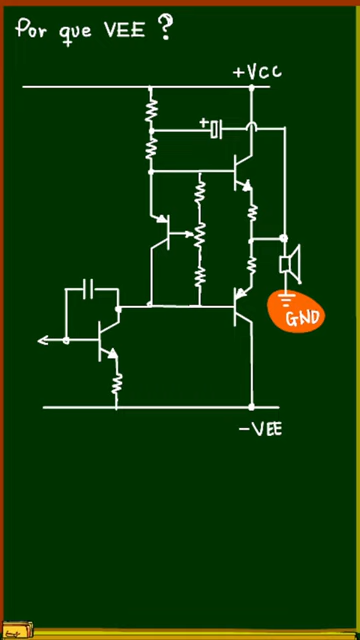 Por que VEE ?
+VCC
+
GND
-VEE